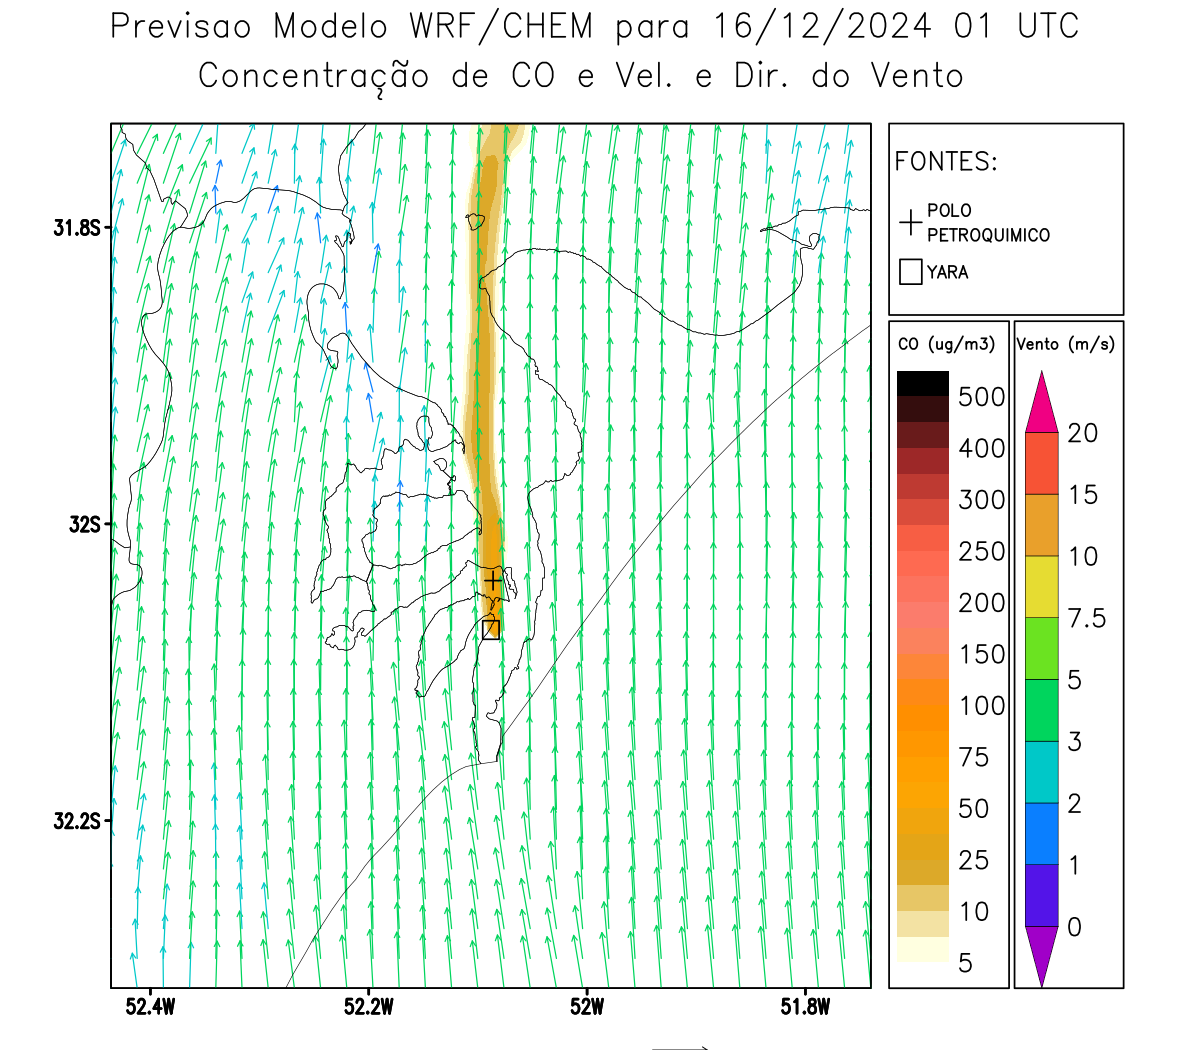 Previsao Modelo WRF/CHEM para 16/12/2024 01 UTC
Concentração de CO e Vel. e Dir. do Vento
FONTES:
POLO
PETROQUIMICO
YARA
31.8S
32S
32.2S
52.4W
52.2W
52W
51.8W
CO (ug/m3)
500
400
300
250
200
150
100
75
50
25
10
5
Vento (m/s)
20
15
10
7.5
5
3
2
1
0